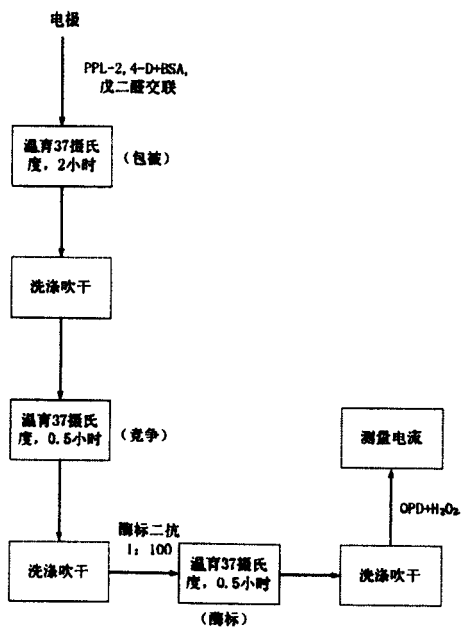 电极
PPL-2,4-D+BSA,
戊二醛交联
温育37摄氏
度，2小时
（包被）
洗涤吹干
温育37摄氏
度，0.5小时
（竞争）
洗涤吹干
酶标二抗
1：100
温育37摄氏
度，0.5小时
（酶标）
洗涤吹干
OPD+H₂O₂
测量电流